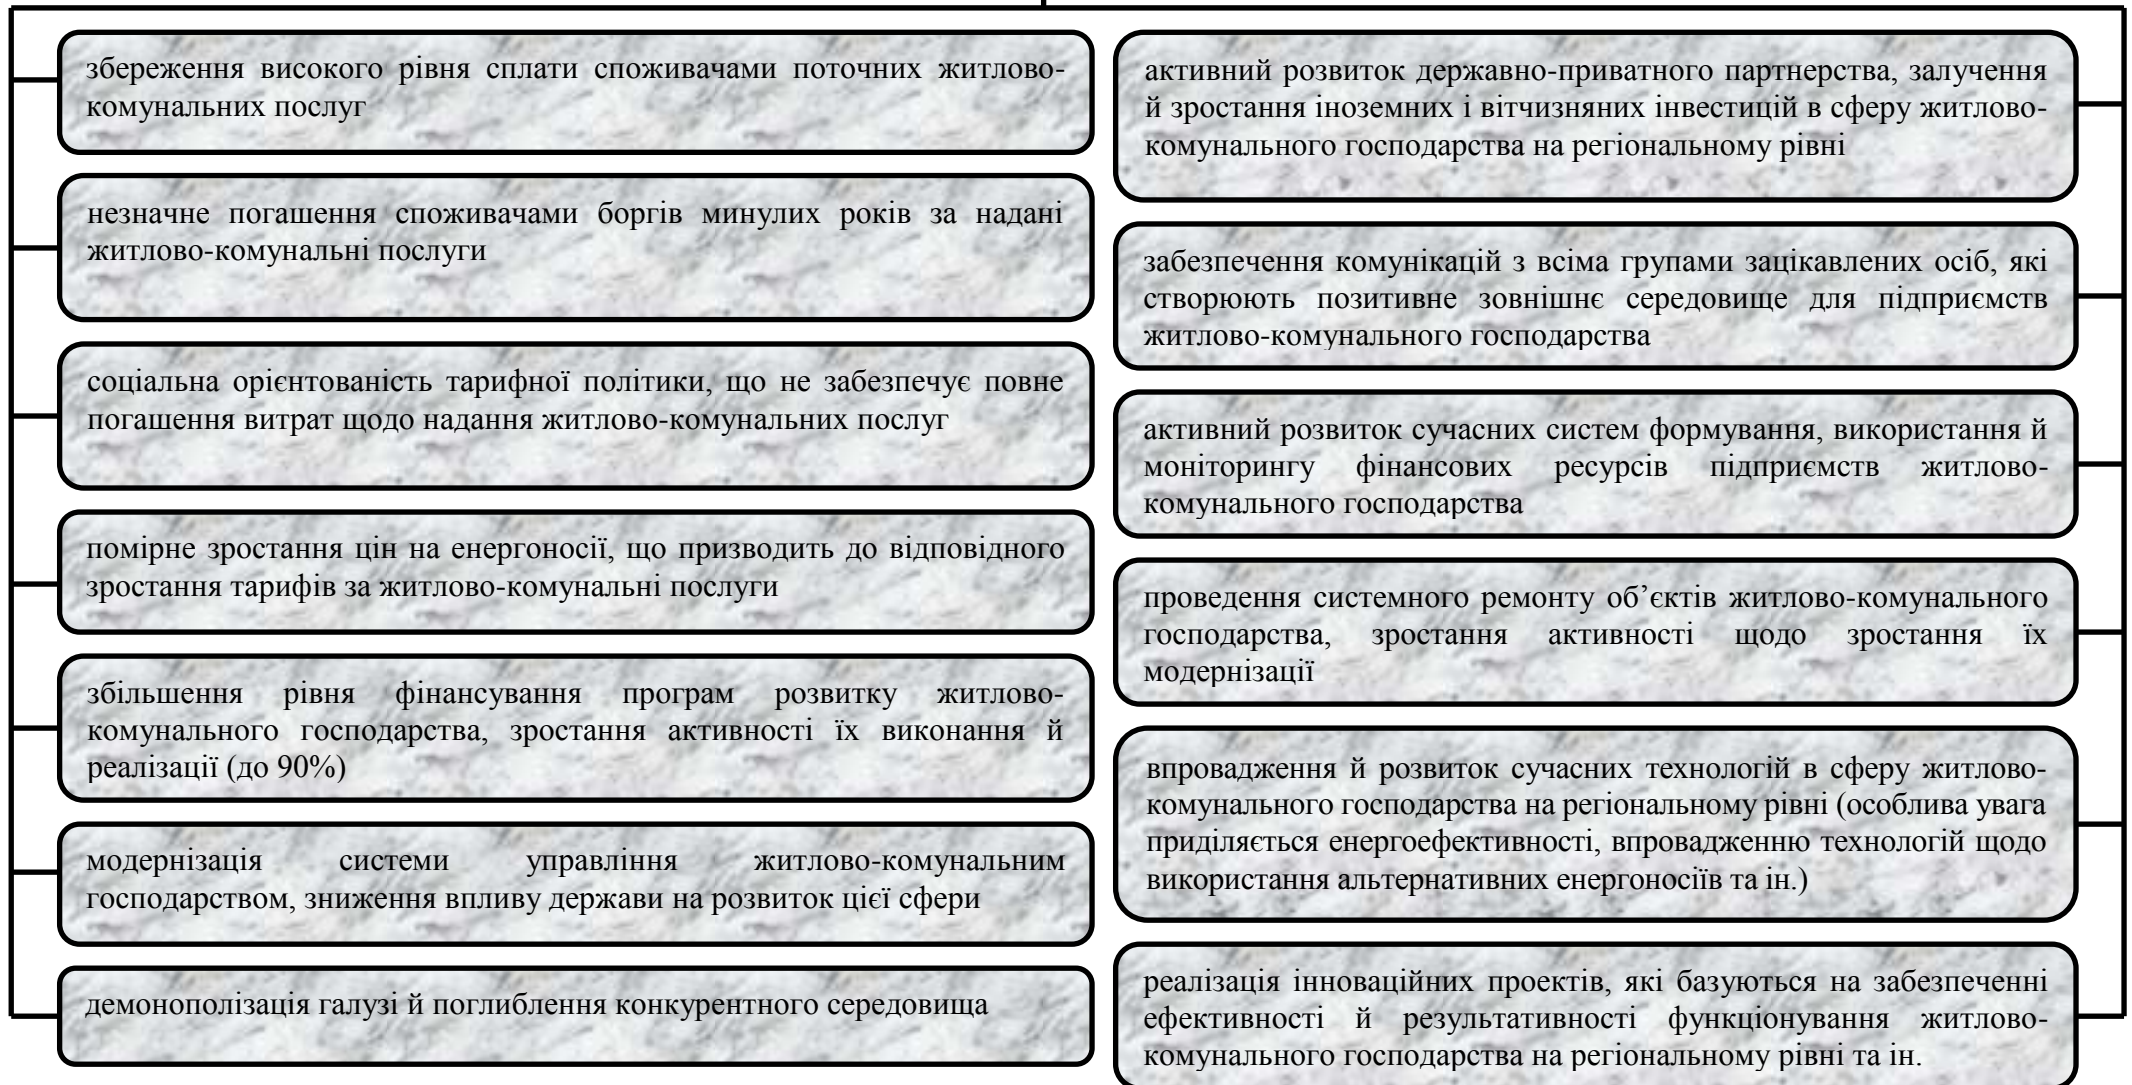 збереження високого рівня сплати споживачами поточних житлово-
комунальних послуг
незначне погашення споживачами боргів минулих років за надані
житлово-комунальні послуги
соціальна орієнтованість тарифної політики, що не забезпечує повне
погашення витрат щодо надання житлово-комунальних послуг
помірне зростання цін на енергоносії, що призводить до відповідного
зростання тарифів за житлово-комунальні послуги
збільшення рівня фінансування програм розвитку житлово-
комунального господарства, зростання активності їх виконання й
реалізації (до 90%)
модернізація системи управління житлово-комунальним
господарством, зниження впливу держави на розвиток цієї сфери
демонополізація галузі й поглиблення конкурентного середовища
активний розвиток державно-приватного партнерства, залучення
й зростання іноземних і вітчизняних інвестицій в сферу житлово-
комунального господарства на регіональному рівні
забезпечення комунікацій з всіма групами зацікавлених осіб, які
створюють позитивне зовнішнє середовище для підприємств
житлово-комунального господарства
активний розвиток сучасних систем формування, використання й
моніторингу фінансових ресурсів підприємств житлово-
комунального господарства
проведення системного ремонту об’єктів житлово-комунального
господарства, зростання активності щодо зростання їх
модернізації
впровадження й розвиток сучасних технологій в сферу житлово-
комунального господарства на регіональному рівні (особлива увага
приділяється енергоефективності, впровадженню технологій щодо
використання альтернативних енергоносіїв та ін.)
реалізація інноваційних проектів, які базуються на забезпеченні
ефективності й результативності функціонування житлово-
комунального господарства на регіональному рівні та ін.